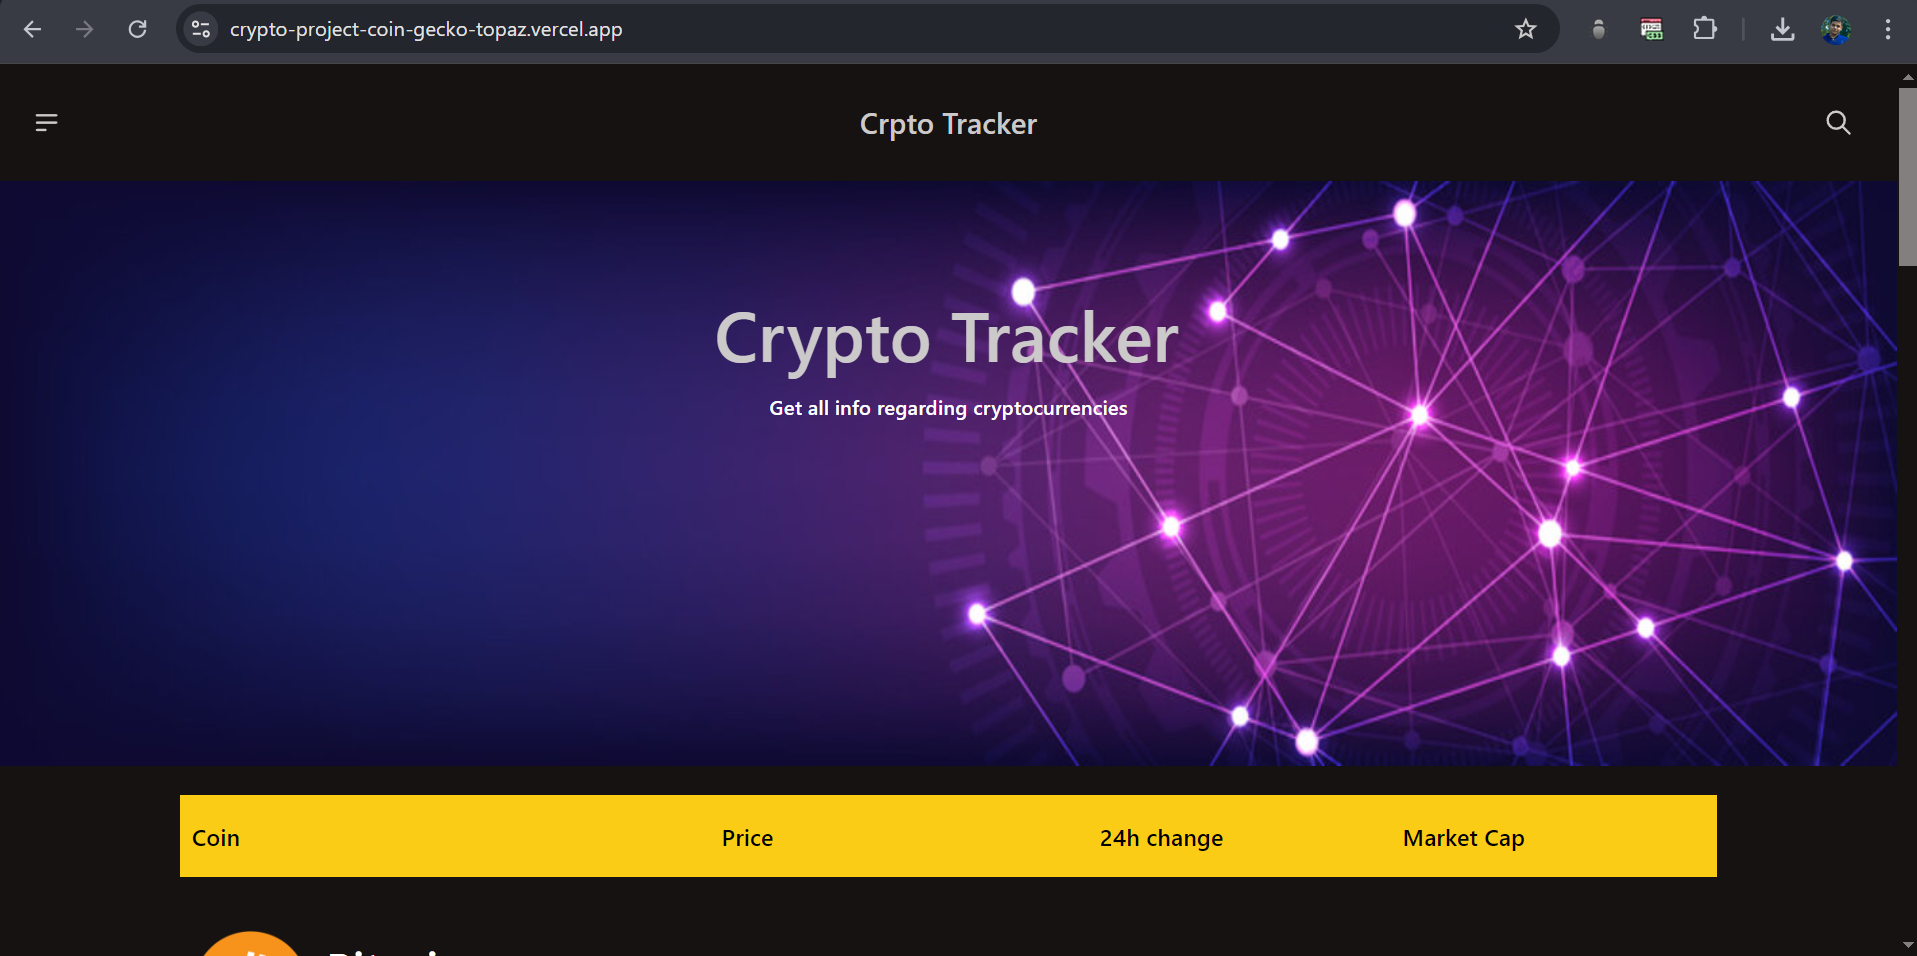 crypto-project-coin-gecko-topaz.vercel.app
Crpto Tracker
Crypto Tracker
Get all info regarding cryptocurrencies
Coin Price 24h change Market Cap